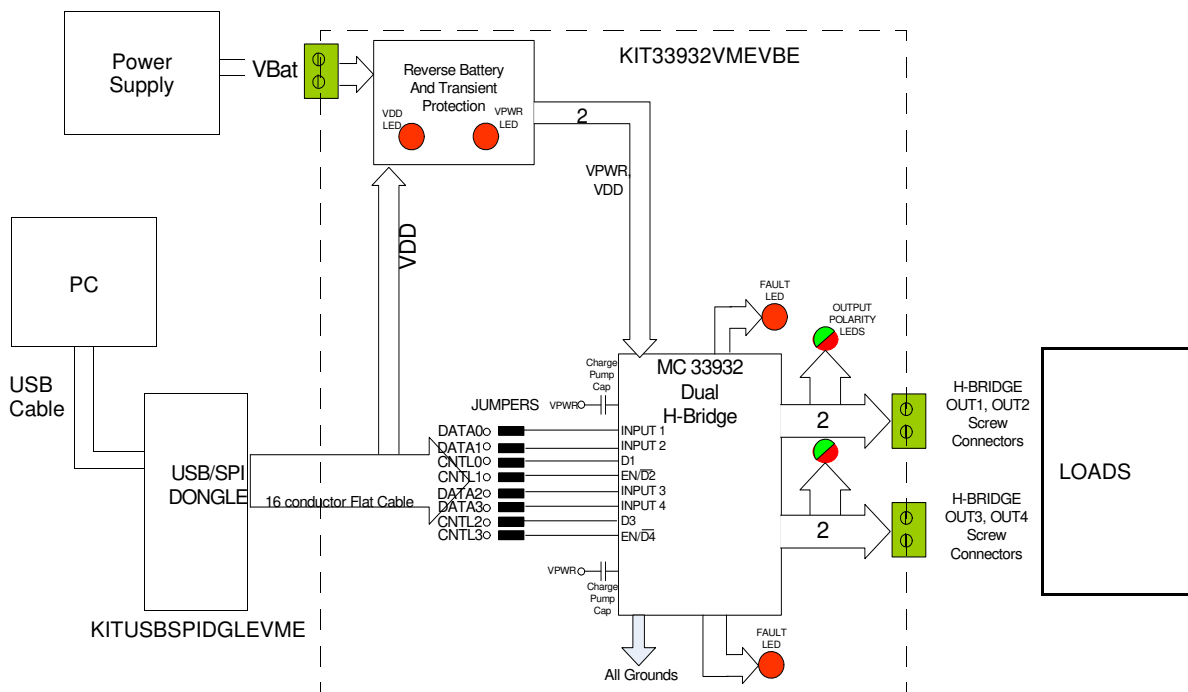 Power
Supply
VBat
KIT33932VMEVBE
Reverse Battery
And Transient
Protection
VDD
LED
VPWR
LED
2
VPWR,
VDD
VDD
PC
USB
Cable
USB/SPI
DONGLE
16 conductor Flat Cable
KITUSBSPIDGLEVME
JUMPERS
DATA0
DATA1
CNTL0
CNTL1
DATA2
DATA3
CNTL2
CNTL3
Charge
Pump
Cap
VPWR
MC 33932
Dual
H-Bridge
INPUT 1
INPUT 2
D1
EN/D2
INPUT 3
INPUT 4
D3
EN/D4
VPWR
Charge
Pump
Cap
All Grounds
FAULT
LED
OUTPUT
POLARITY
LEDS
2
H-BRIDGE
OUT1, OUT2
Screw
Connectors
2
H-BRIDGE
OUT3, OUT4
Screw
Connectors
FAULT
LED
LOADS